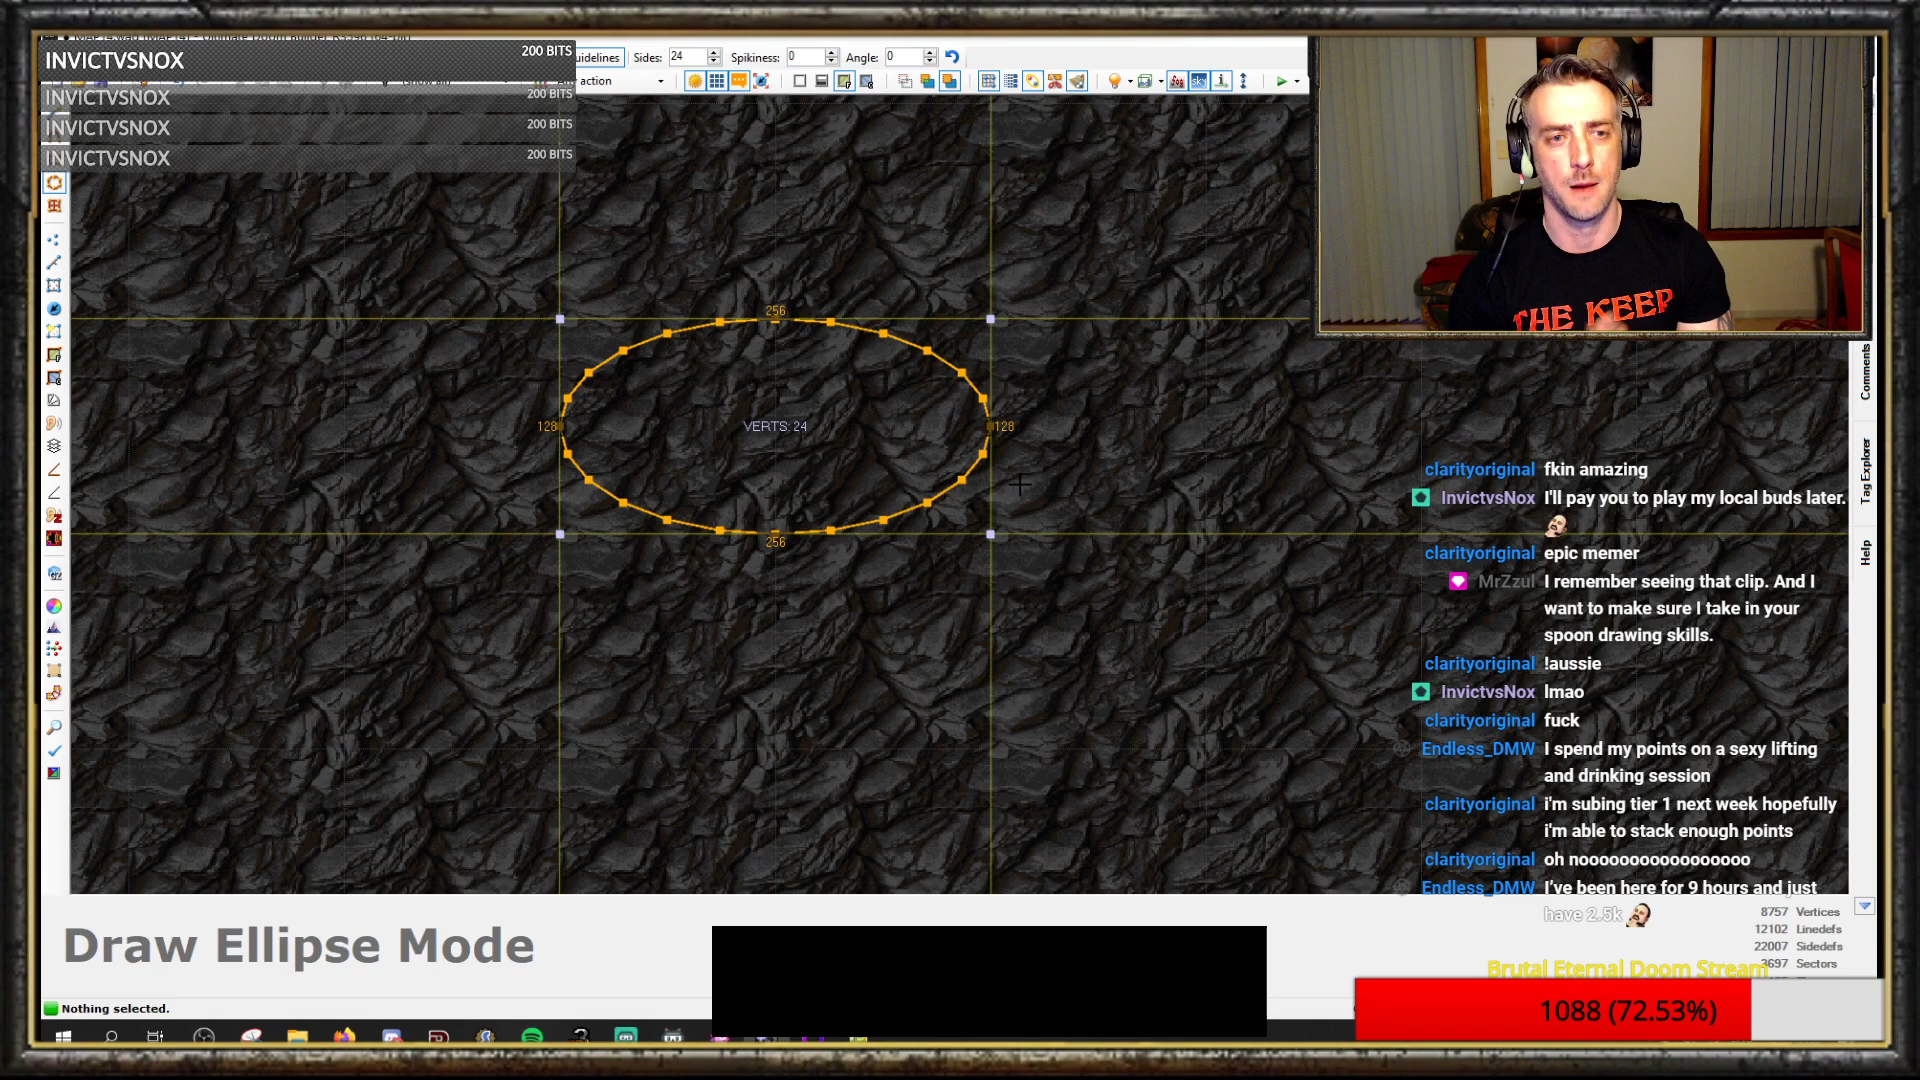 INVICTVSNOX 200 BITS
INVICTVSNOX 200 BITS
INVICTVSNOX 200 BITS
INVICTVSNOX 200 BITS
uidelines Sides: 24 Spikiness: 0 Angle: 0
action
THE KEEP
256
128 VERTS: 24 128
256
Comments
Tag Explorer
Help
clarityoriginal fkin amazing
InvictvsNox I'll pay you to play my local buds later.
clarityoriginal epic memer
MrZzul I remember seeing that clip. And I
want to make sure I take in your
spoon drawing skills.
clarityoriginal !aussie
InvictvsNox lmao
clarityoriginal fuck
Endless_DMW I spend my points on a sexy lifting
and drinking session
clarityoriginal i'm subing tier 1 next week hopefully
i'm able to stack enough points
clarityoriginal oh nooooooooooooooooo
Endless_DMW I've been here for 9 hours and just
have 2.5k
8757 Vertices
12102 Linedefs
22007 Sidedefs
3697 Sectors
Draw Ellipse Mode
Brutal Eternal Doom Stream
1088 (72.53%)
Nothing selected.